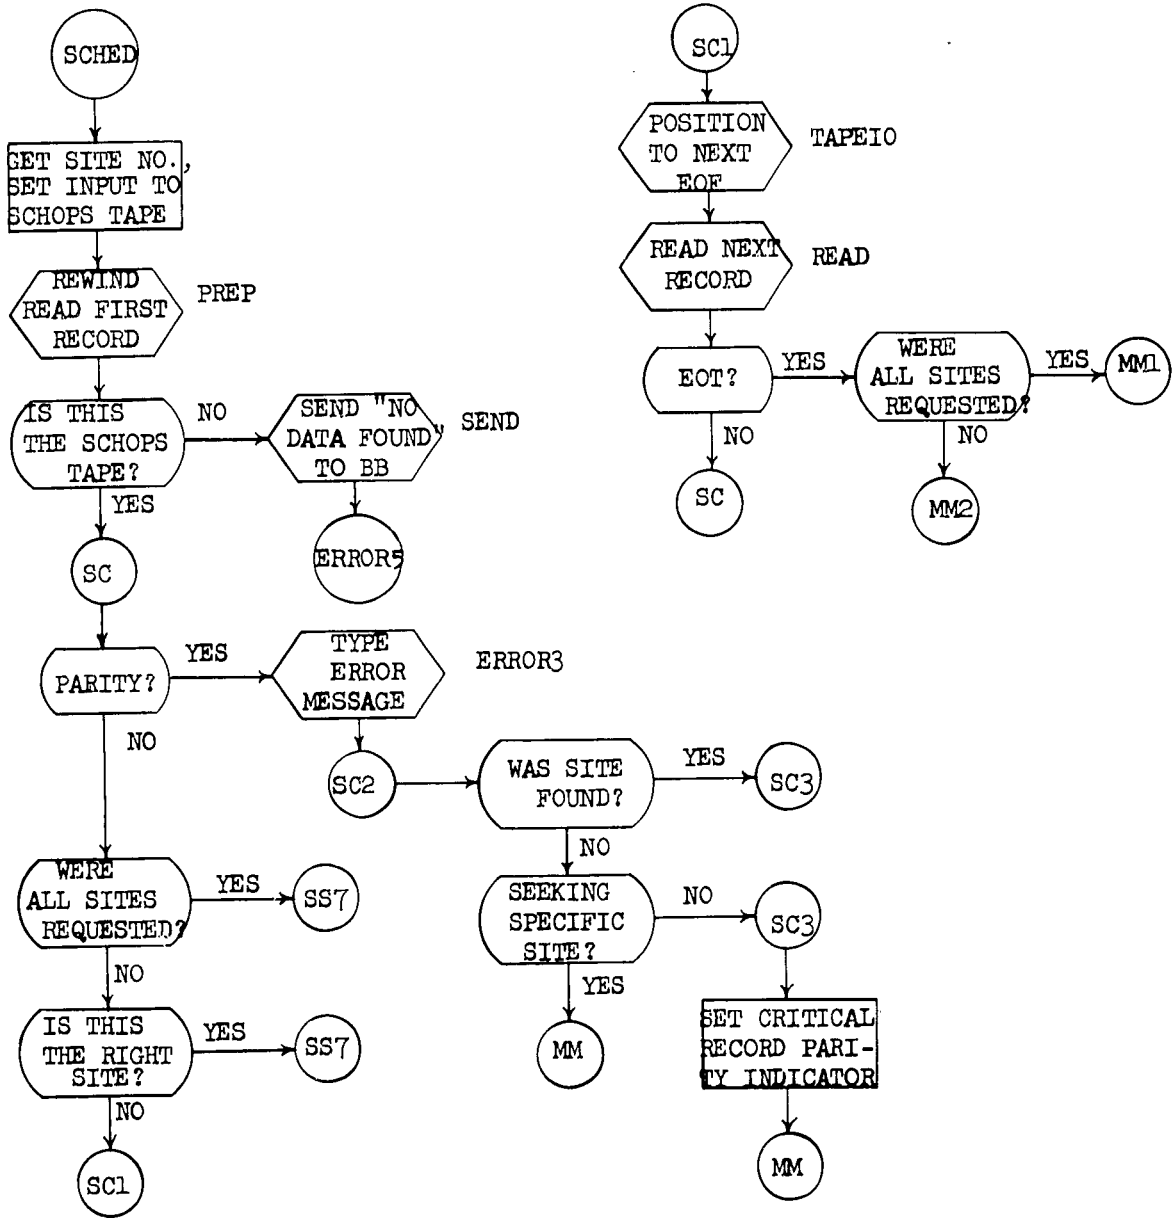 SCHED
GET SITE NO.,
SET INPUT TO
SCHOPS TAPE
REWIND
READ FIRST
RECORD
PREP
IS THIS
THE SCHOPS
TAPE?
NO
SEND "NO
DATA FOUND"
TO BB
SEND
YES
ERROR5
SC
PARITY?
YES
TYPE
ERROR
MESSAGE
ERROR3
NO
SC2
WAS SITE
FOUND?
YES
SC3
NO
SEEKING
SPECIFIC
SITE?
NO
SC3
YES
MM
SET CRITICAL
RECORD PARI-
TY INDICATOR
MM
WERE
ALL SITES
REQUESTED?
YES
SS7
NO
IS THIS
THE RIGHT
SITE?
YES
SS7
NO
SC1
SC1
POSITION
TO NEXT
EOF
TAPEIO
READ NEXT
RECORD
READ
EOT?
YES
WERE
ALL SITES
REQUESTED?
YES
MM1
NO
SC
NO
MM2